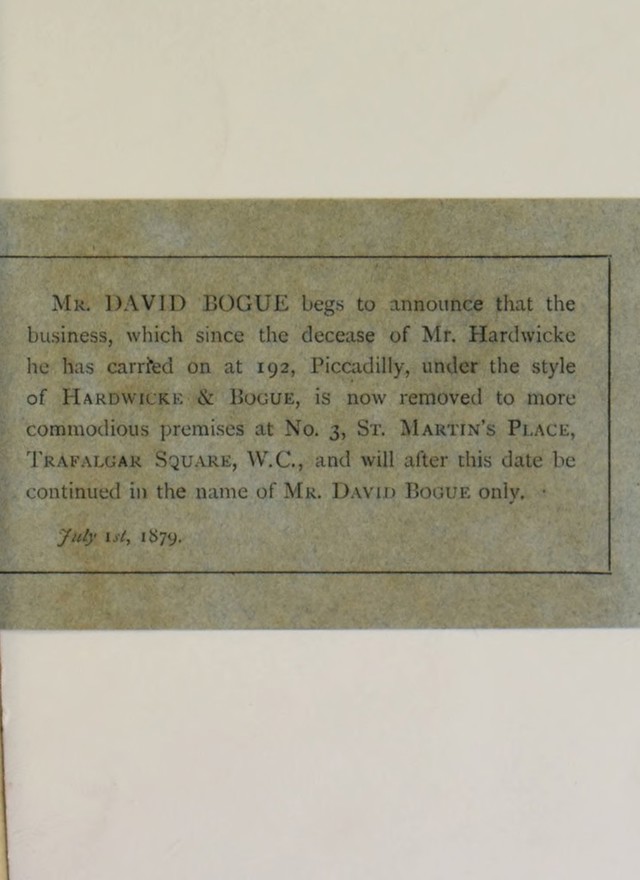 Mr. DAVID BOGUE begs to announce that the
business, which since the decease of Mr. Hardwicke
he has carried on at 192, Piccadilly, under the style
of Hardwicke & Bogue, is now removed to more
commodious premises at No. 3, St. Martin's Place,
Trafalgar Square, W.C., and will after this date be
continued in the name of Mr. David Bogue only.
July 1st, 1879.